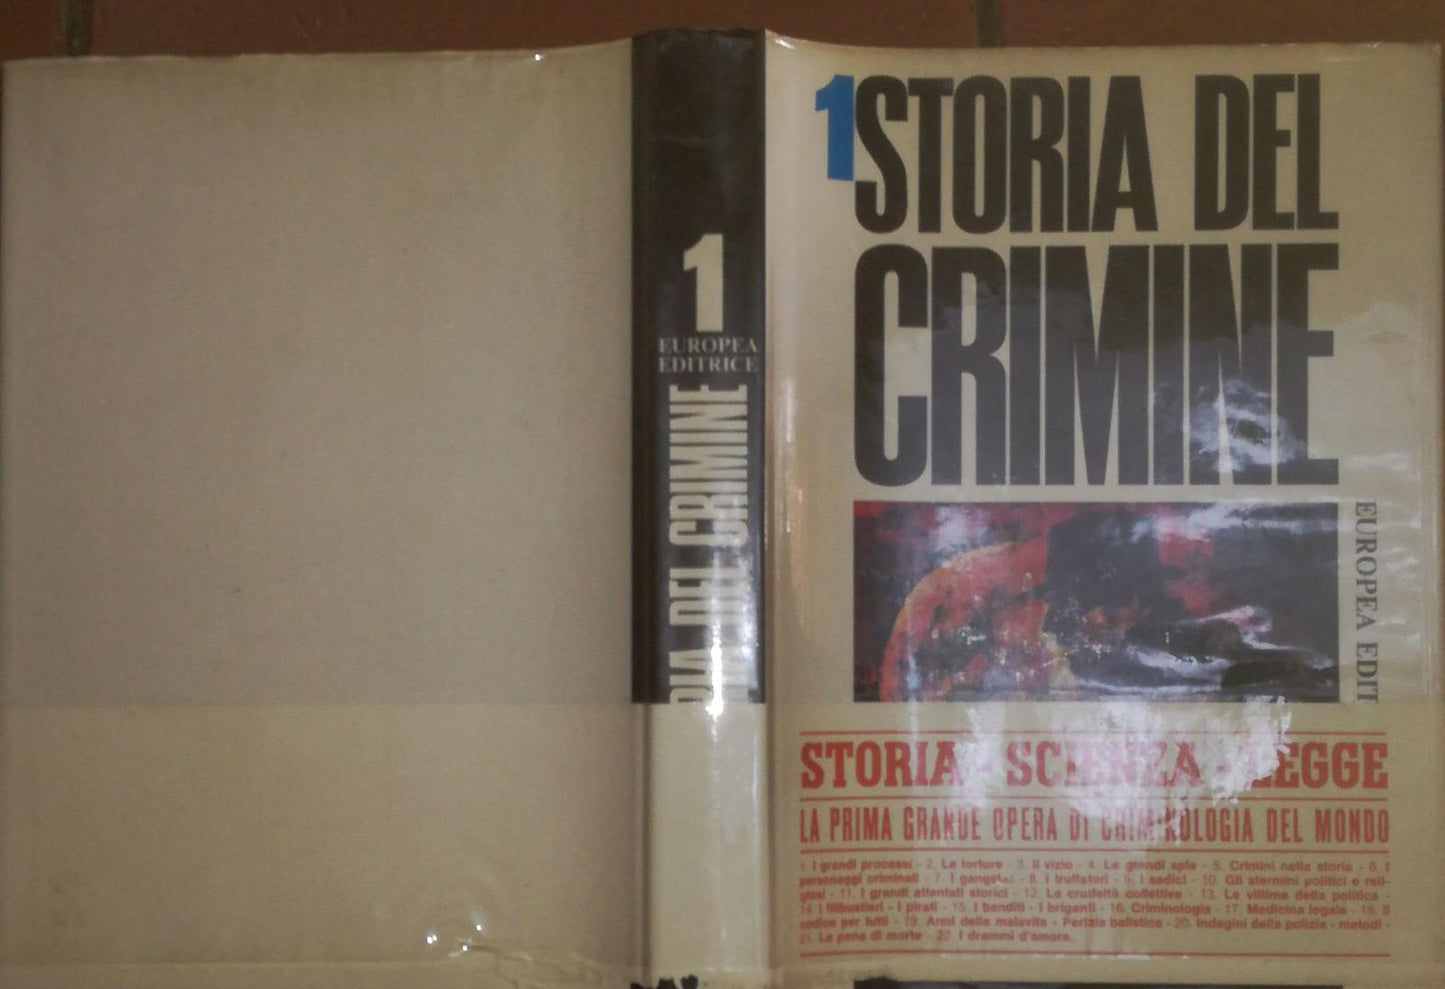 1
EUROPEA
EDITRICE
RIA DEL CRIMINE
1 STORIA DEL
CRIMINE
EUROPEA EDIT
STORIA - SCIENZA - LEGGE
LA PRIMA GRANDE OPERA DI CRIMINOLOGIA DEL MONDO
1. I grandi processi - 2. Le torture - 3. Il vizio - 4. Le grandi spie - 5. Crimini nella storia - 6. I
personaggi criminali - 7. I gangster - 8. I truffatori - 9. I sadici - 10. Gli stermini politici e reli-
giosi - 11. I grandi attentati storici - 12. Le crudeltà collettive - 13. Le vittime della politica -
14. I filibustieri - I pirati - 15. I banditi - I briganti - 16. Criminologia - 17. Medicina legale - 18. Il
codice per tutti - 19. Armi della malavita - Perizia balistica - 20. Indagini della polizia - metodi -
21. La pena di morte - 22. I drammi d'amore.